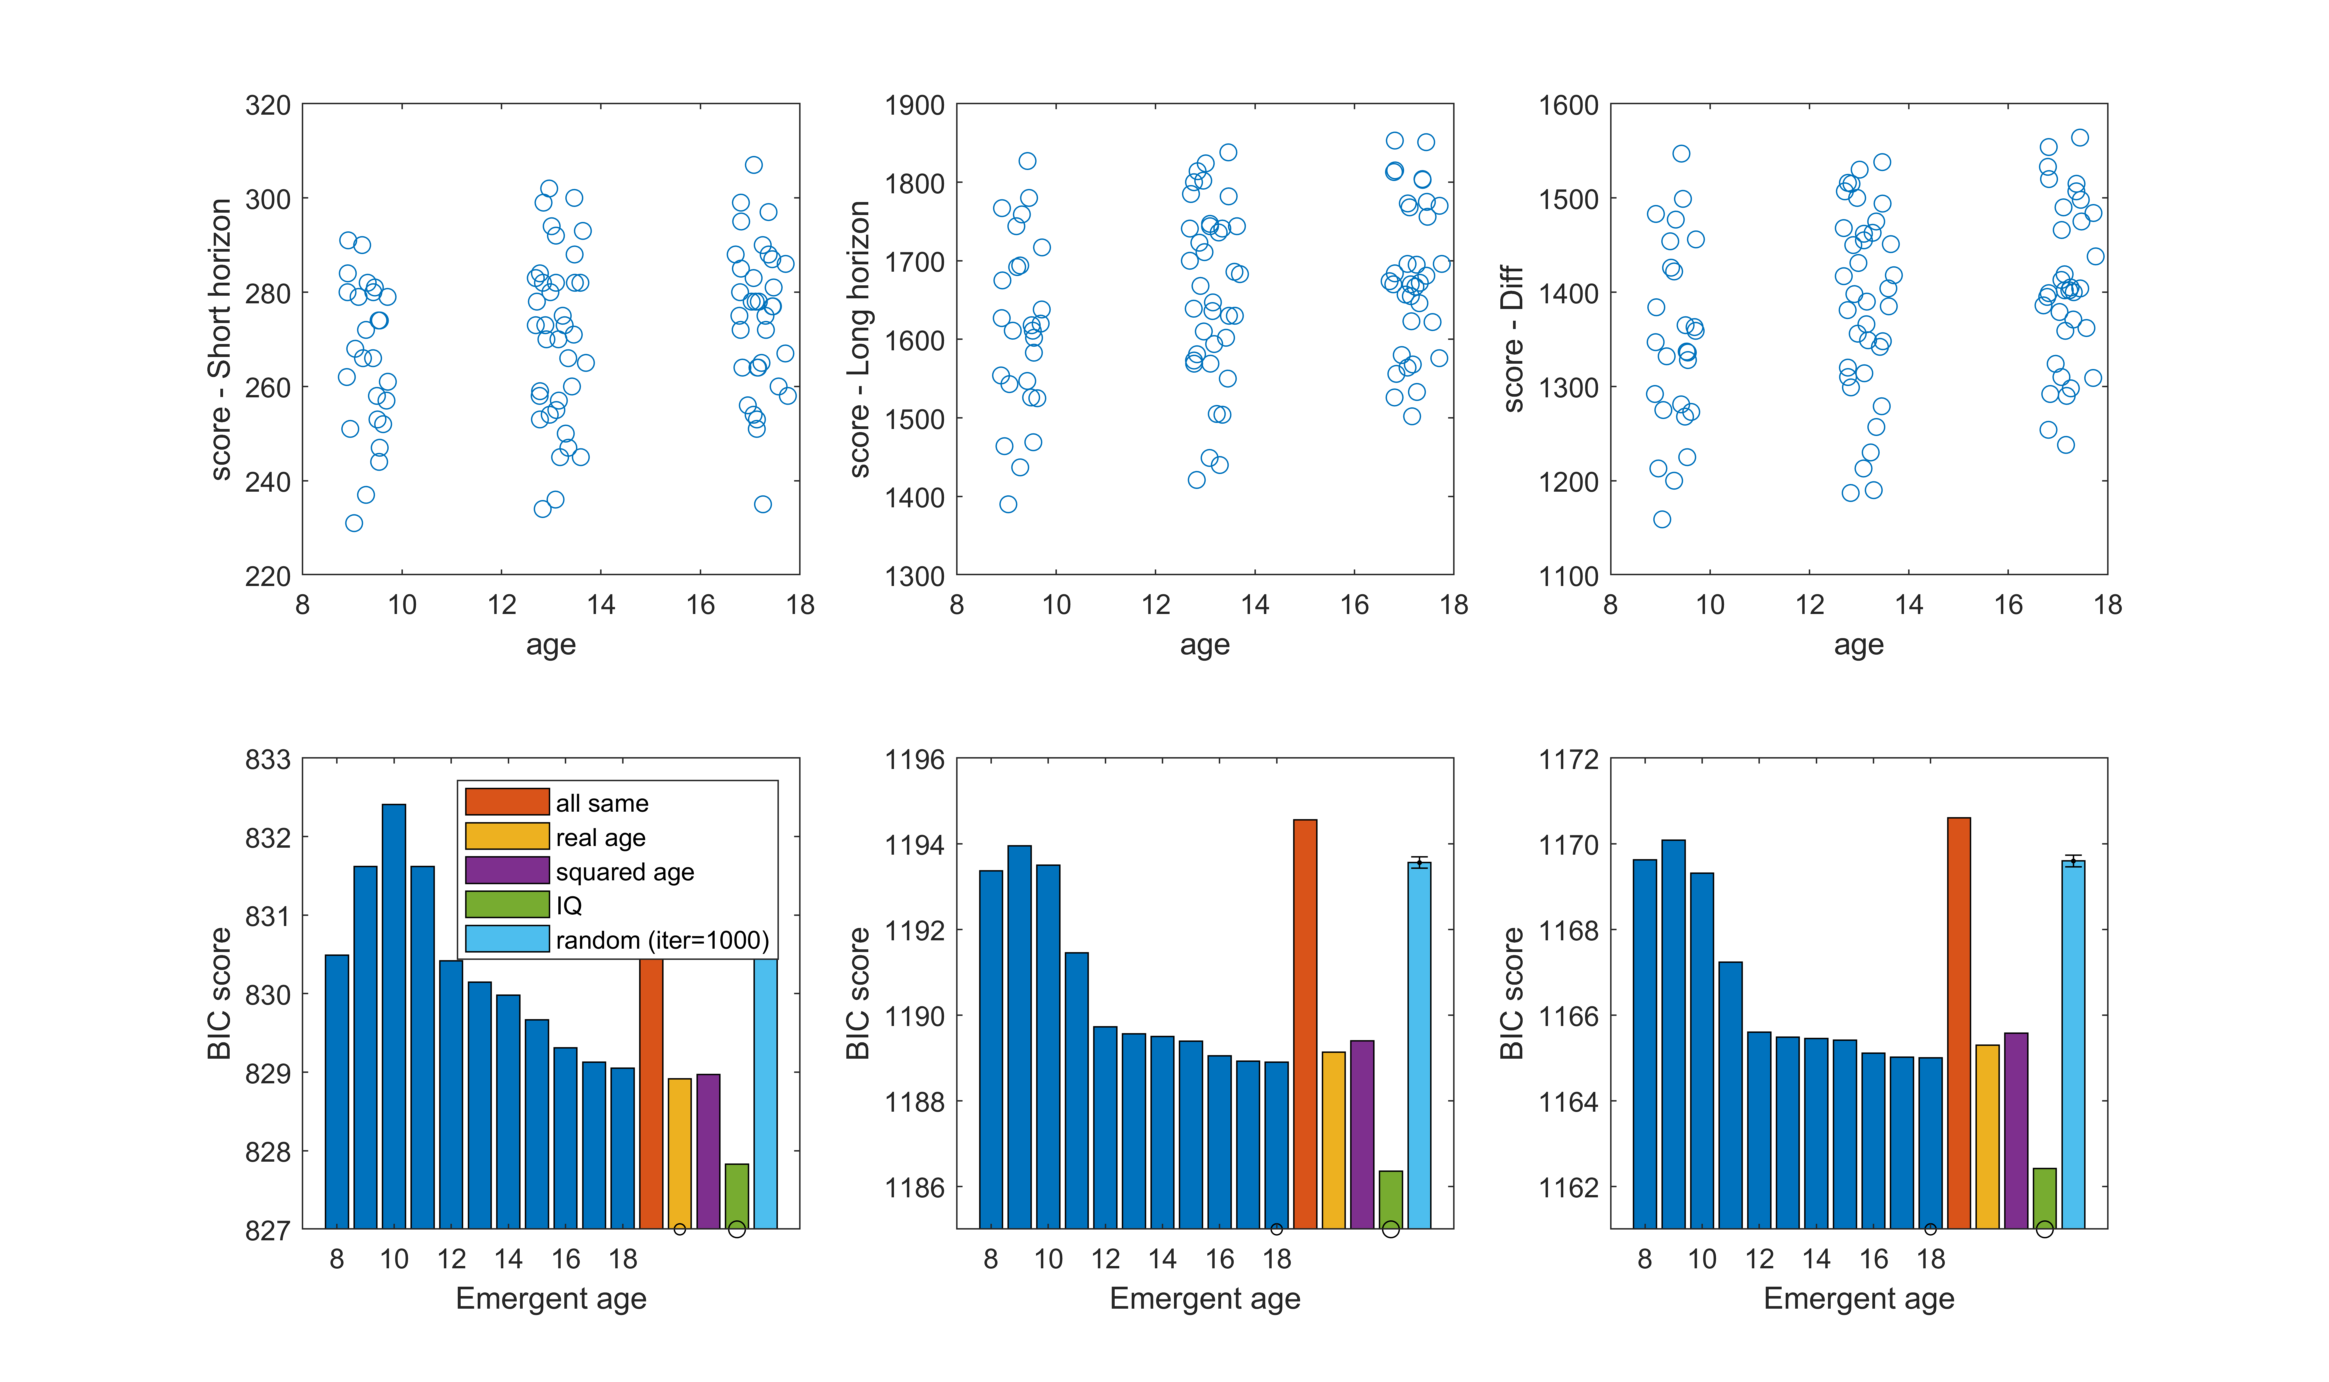 320
300
280
260
240
220
8 10 12 14 16 18
age
score - Short horizon
1900
1800
1700
1600
1500
1400
1300
8 10 12 14 16 18
age
score - Long horizon
1600
1500
1400
1300
1200
1100
8 10 12 14 16 18
age
score - Diff
833
832
831
830
829
828
827
8 10 12 14 16 18
Emergent age
BIC score
all same
real age
squared age
IQ
random (iter=1000)
1196
1194
1192
1190
1188
1186
8 10 12 14 16 18
Emergent age
BIC score
1172
1170
1168
1166
1164
1162
8 10 12 14 16 18
Emergent age
BIC score